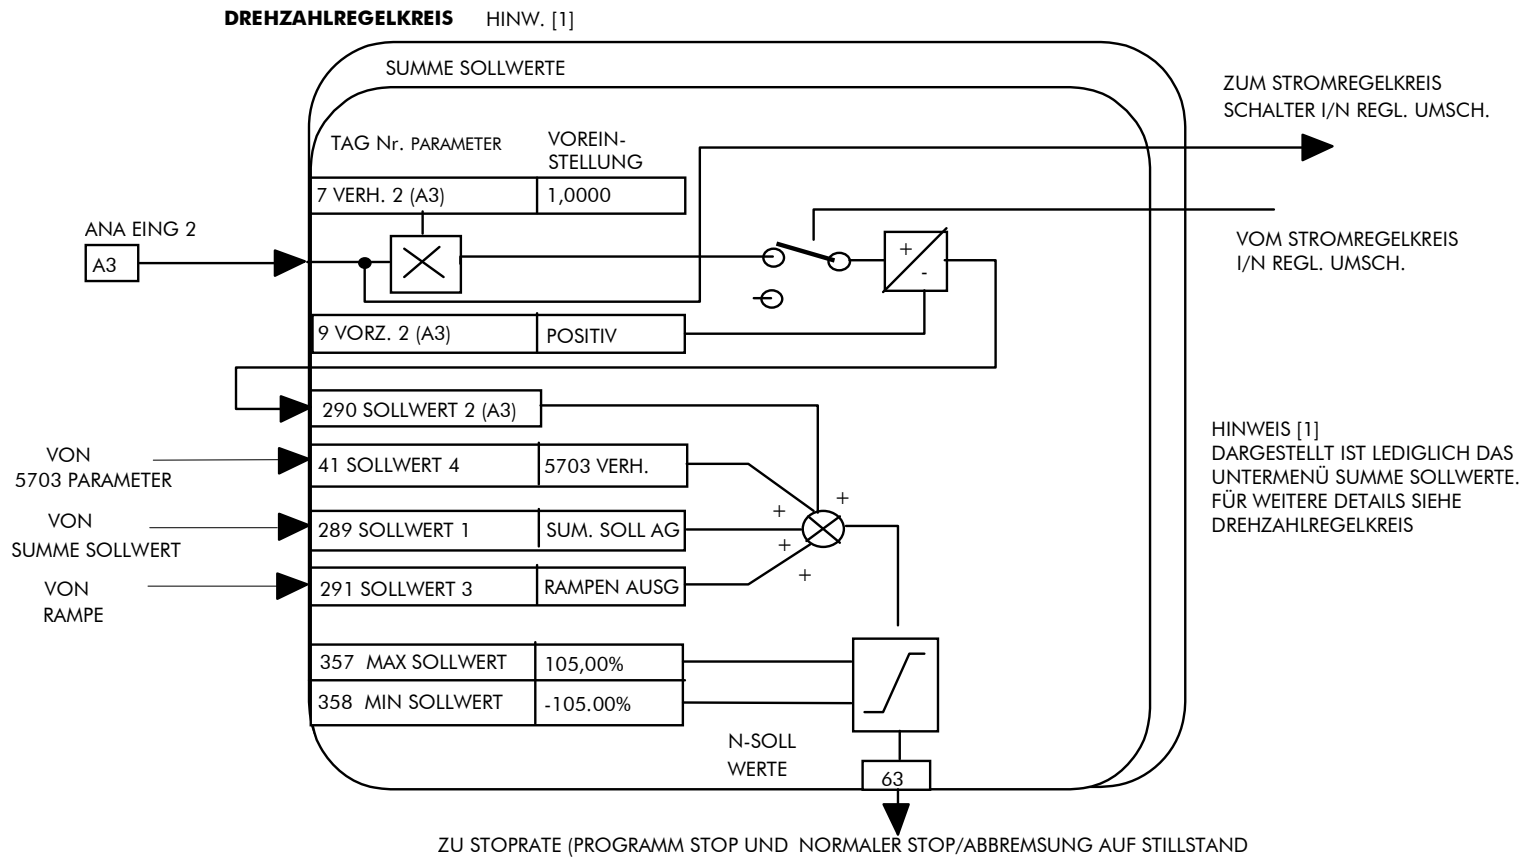 DREHZAHLREGELKREIS HINW. [1]
SUMME SOLLWERTE
ZUM STROMREGELKREIS
SCHALTER I/N REGL. UMSCH.
TAG Nr. PARAMETER
VOREIN-
STELLUNG
7 VERH. 2 (A3) 1,0000
ANA EING 2
A3
VOM STROMREGELKREIS
I/N REGL. UMSCH.
+
-
9 VORZ. 2 (A3) POSITIV
290 SOLLWERT 2 (A3)
VON
5703 PARAMETER
41 SOLLWERT 4 5703 VERH.
VON
SUMME SOLLWERT
289 SOLLWERT 1 SUM. SOLL AG
VON
RAMPE
291 SOLLWERT 3 RAMPEN AUSG
+
+
+
+
HINWEIS [1]
DARGESTELLT IST LEDIGLICH DAS
UNTERMENÜ SUMME SOLLWERTE.
FÜR WEITERE DETAILS SIEHE
DREHZAHLREGELKREIS
357 MAX SOLLWERT 105,00%
358 MIN SOLLWERT -105.00%
N-SOLL
WERTE
63
ZU STOPRATE (PROGRAMM STOP UND NORMALER STOP/ABBREMSUNG AUF STILLSTAND